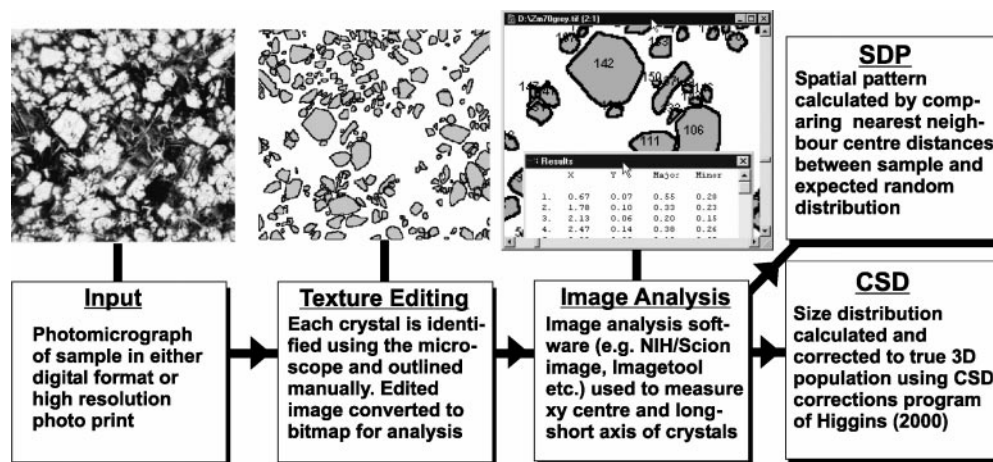 D:\Zm70grey.tif (2:1)
142
150
106
111
Results
X Y Major Minor
1. 0.67 0.07 0.55 0.28
2. 1.78 0.10 0.33 0.23
3. 2.13 0.06 0.20 0.15
4. 2.47 0.14 0.38 0.26
SDP
Spatial pattern
calculated by com-
paring nearest neigh-
bour centre distances
between sample and
expected random
distribution
Input
Photomicrograph
of sample in either
digital format or
high resolution
photo print
Texture Editing
Each crystal is identi-
fied using the micro-
scope and outlined
manually. Edited
image converted to
bitmap for analysis
Image Analysis
Image analysis soft-
ware (e.g. NIH/Scion
image, Imagetool
etc.) used to measure
xy centre and long-
short axis of crystals
CSD
Size distribution
calculated and
corrected to true 3D
population using CSD
corrections program
of Higgins (2000)